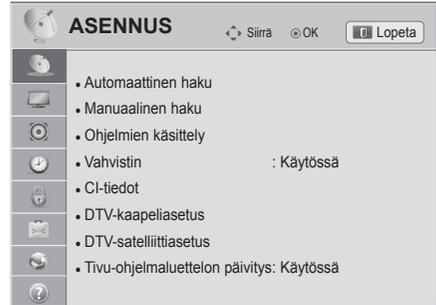 ASENNUS Siirrä OK Lopeta
Automaattinen haku
Manuaalinen haku
Ohjelmien käsittely
Vahvistin : Käytössä
CI-tiedot
DTV-kaapeliasetus
DTV-satelliittiasetus
Tivu-ohjelmaluettelon päivitys: Käytössä